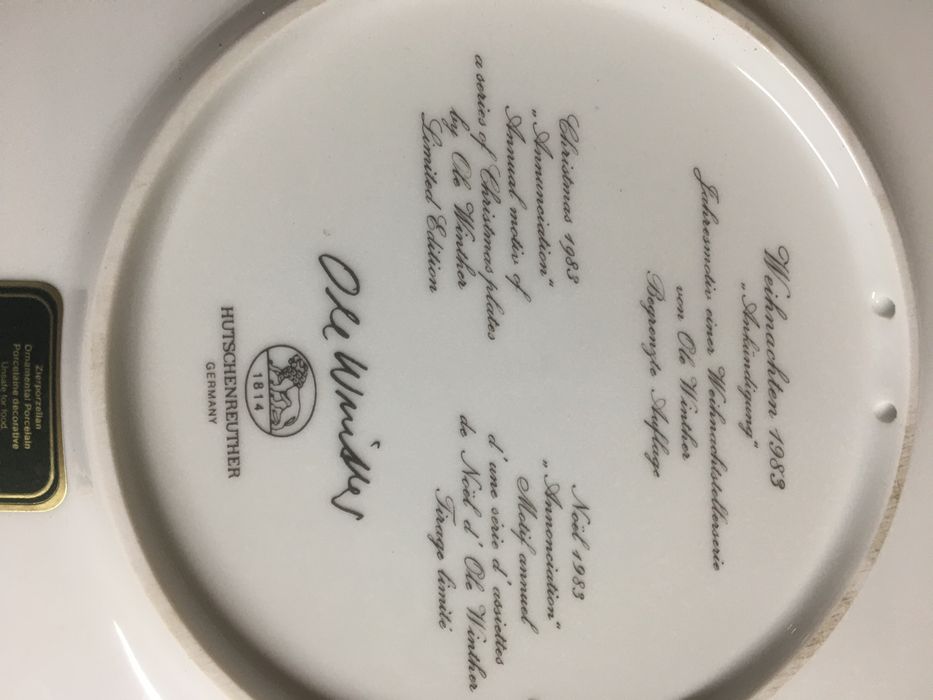 Weihnachten 1983
„Ankündigung“
Jahresmotiv einer Weihnachtstellerserie
von Ole Winther
Begrenzte Auflage
Christmas 1983
„Annunciation“
Annual motiv of
a series of Christmas plates
by Ole Winther
Limited Edition
Noël 1983
„Annonciation“
Motif annuel
d'une série d'assiettes
de Noël d'Ole Winther
Tirage limité
Ole Winther
1814
HUTSCHENREUTHER
GERMANY
Zierporzellan
Ornamental Porcelain
Porcelaine décorative
Unsafe for food.